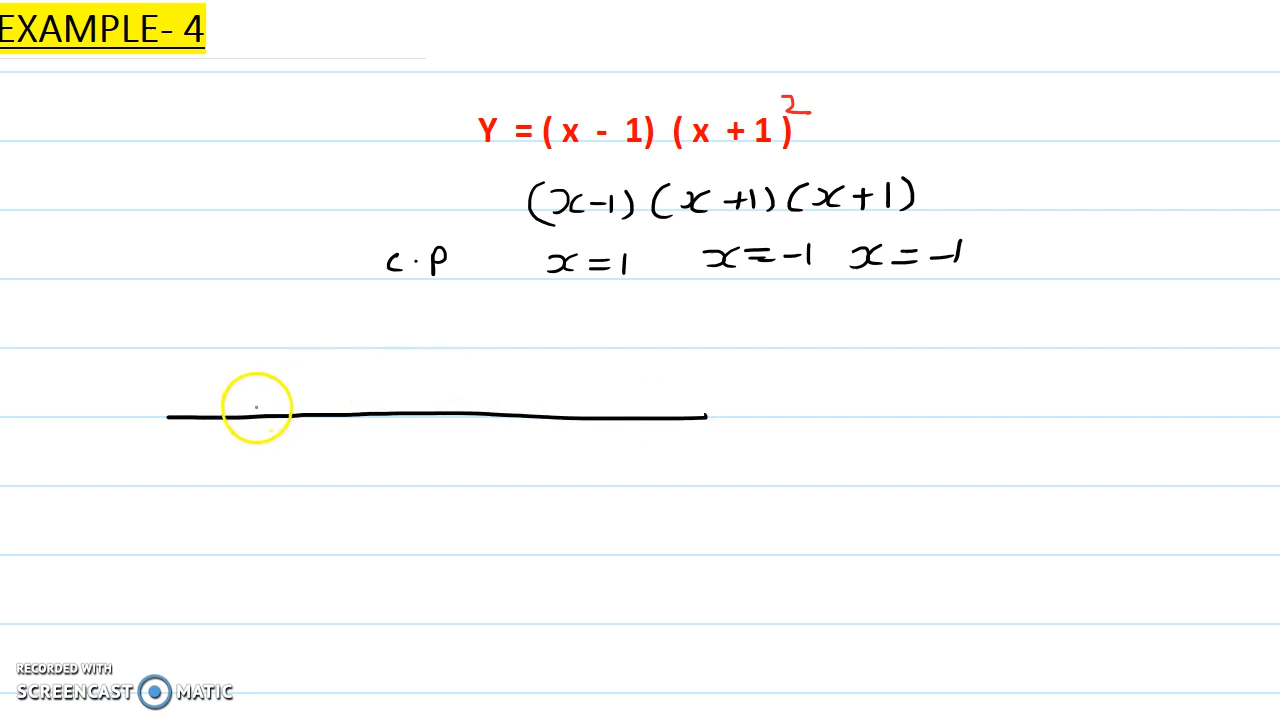 EXAMPLE- 4
Y = ( x - 1) ( x + 1 )²
(x-1) (x+1) (x+1)
c.p x=1 x=-1 x=-1
RECORDED WITH
SCREENCAST MATIC